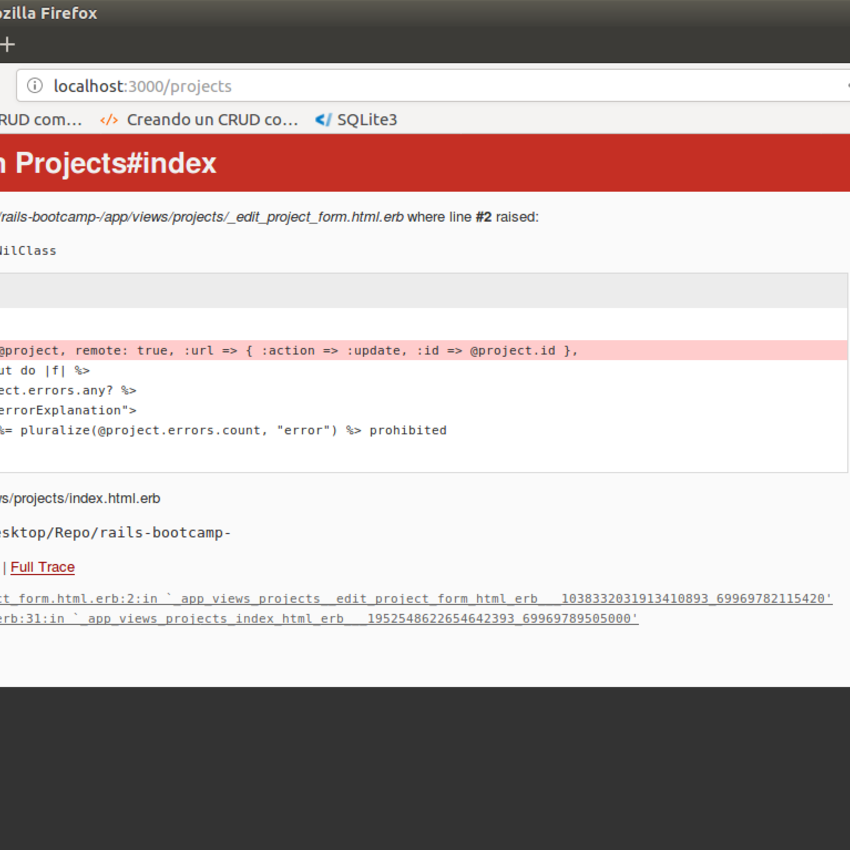 ozilla Firefox
+
localhost:3000/projects
RUD com... </> Creando un CRUD co... SQLite3
n Projects#index
/rails-bootcamp-/app/views/projects/_edit_project_form.html.erb where line #2 raised:
NilClass
@project, remote: true, :url => { :action => :update, :id => @project.id },
ut do |f| %>
ect.errors.any? %>
errorExplanation">
%= pluralize(@project.errors.count, "error") %> prohibited
ws/projects/index.html.erb
esktop/Repo/rails-bootcamp-
| Full Trace
ct_form.html.erb:2:in `_app_views_projects__edit_project_form_html_erb___1038332031913410893_69969782115420'
erb:31:in `_app_views_projects_index_html_erb___1952548622654642393_69969789505000'